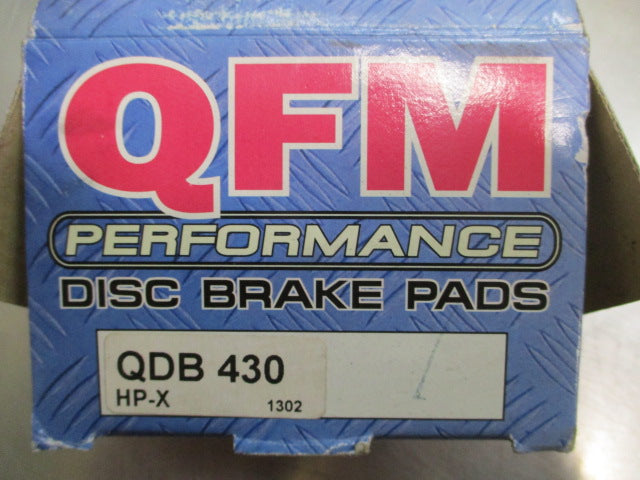 QFM
PERFORMANCE
DISC BRAKE PADS
QDB 430
HP-X 1302